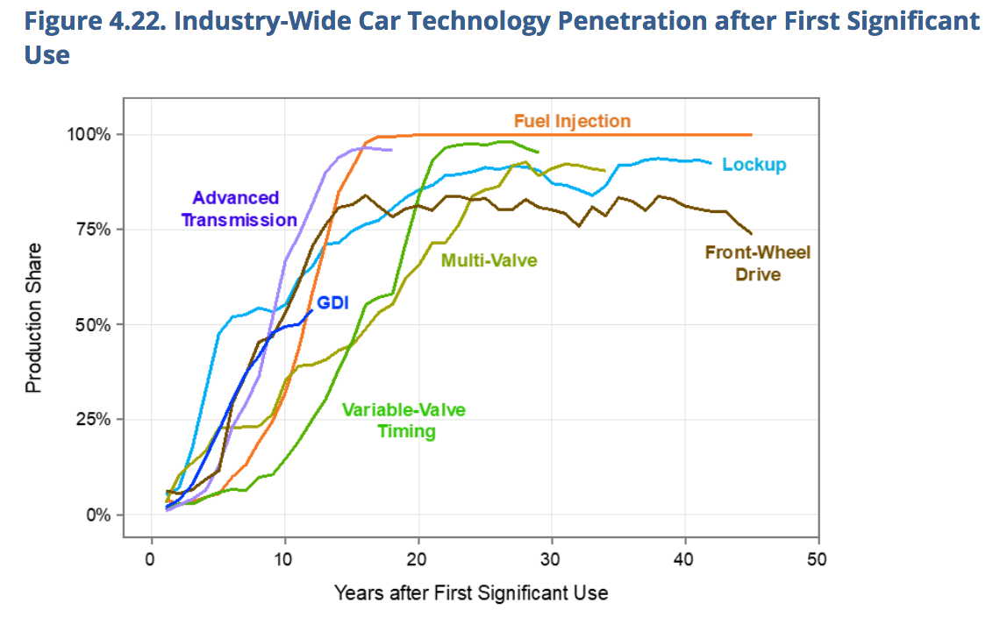 Figure 4.22. Industry-Wide Car Technology Penetration after First Significant
Use
Fuel Injection
100%
Lockup
Advanced
Transmission
75%
Front-Wheel
Drive
Multi-Valve
GDI
50%
Variable-Valve
Timing
25%
0%
Production Share
0 10 20 30 40 50
Years after First Significant Use